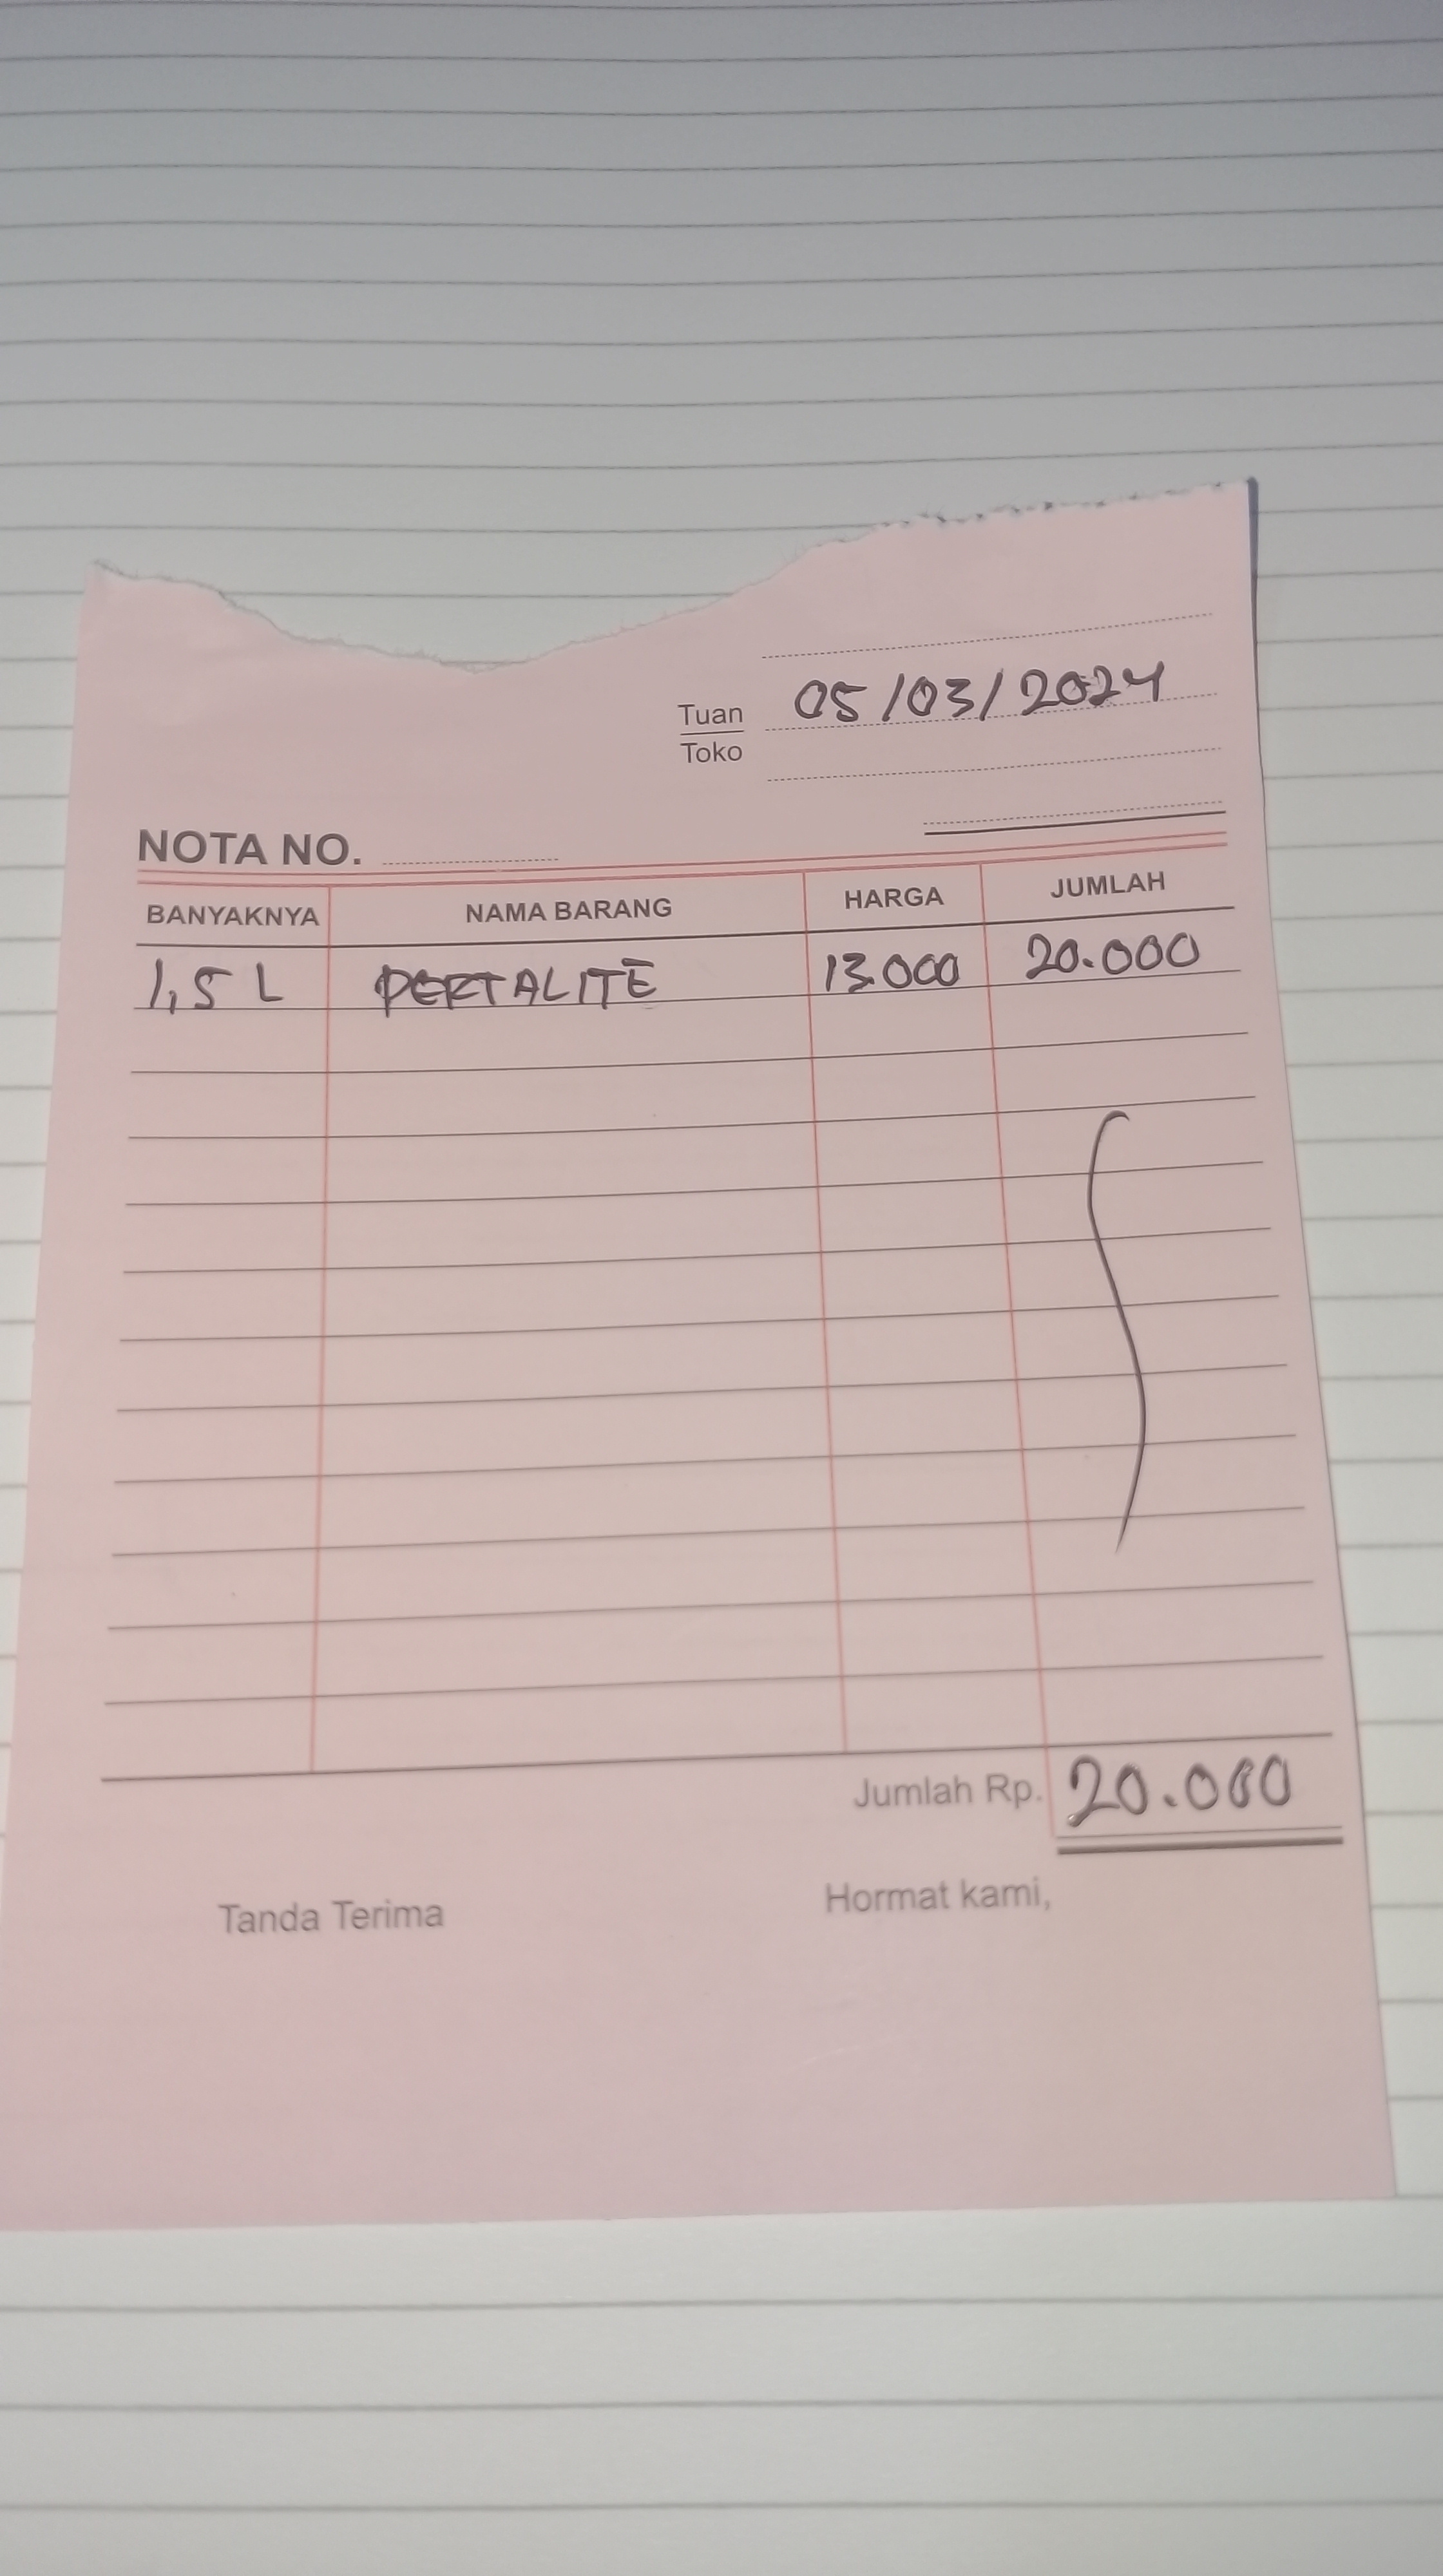 Tuan
Toko
05/03/2024
NOTA NO.
BANYAKNYA NAMA BARANG HARGA JUMLAH
1,5 L PERTALITE 13.000 20.000
Jumlah Rp. 20.000
Tanda Terima Hormat kami,